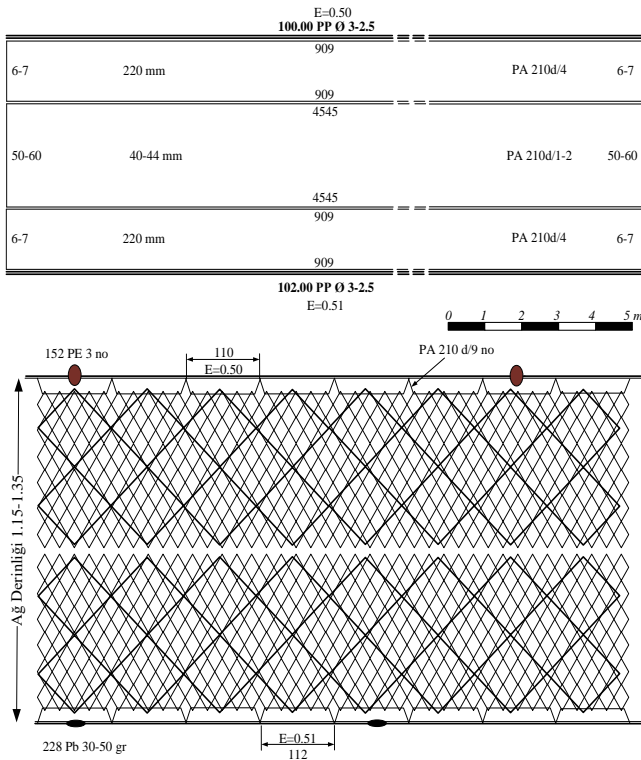 E=0.50
100.00 PP Ø 3-2.5
909
6-7 220 mm PA 210d/4 6-7
909
4545
50-60 40-44 mm PA 210d/1-2 50-60
4545
909
6-7 220 mm PA 210d/4 6-7
909
102.00 PP Ø 3-2.5
E=0.51
0 1 2 3 4 5 m
152 PE 3 no 110 PA 210 d/9 no
E=0.50
Ağ Derinliği 1.15-1.35
E=0.51
228 Pb 30-50 gr 112